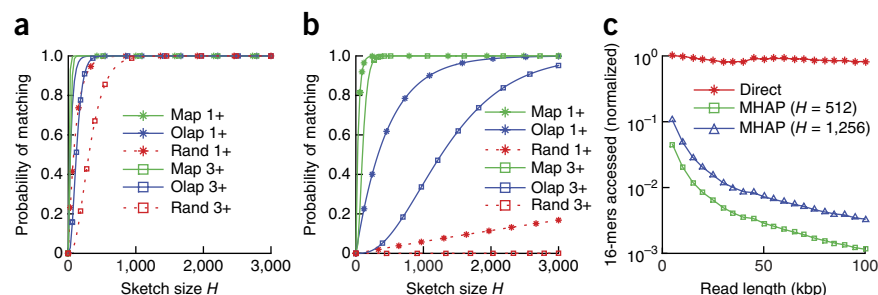 a
Probability of matching
1.0
0.8
0.6
0.4
0.2
0
0
1,000
2,000
3,000
Sketch size H
Map 1+
Olap 1+
Rand 1+
Map 3+
Olap 3+
Rand 3+
b
Probability of matching
1.0
0.8
0.6
0.4
0.2
0
0
1,000
2,000
3,000
Sketch size H
Map 1+
Olap 1+
Rand 1+
Map 3+
Olap 3+
Rand 3+
c
16-mers accessed (normalized)
10^0
10^−1
10^−2
10^−3
0
50
100
Read length (kbp)
Direct
MHAP (H = 512)
MHAP (H = 1,256)